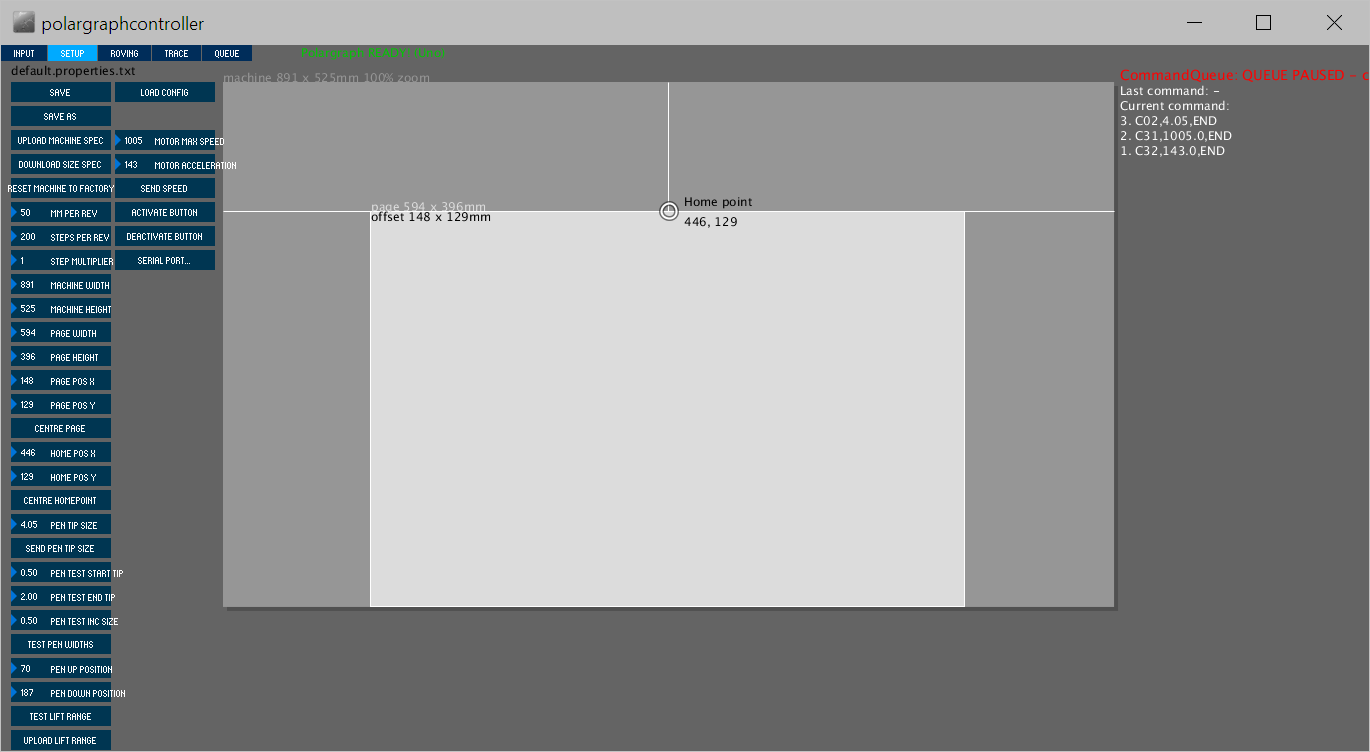 polargraphcontroller
INPUT SETUP ROVING TRACE QUEUE
Polargraph READY! (Uno)
default.properties.txt
machine 891 x 525mm 100% zoom
CommandQueue: QUEUE PAUSED - c
Last command: -
Current command:
3. C02,4.05,END
2. C31,1005.0,END
1. C32,143.0,END
SAVE LOAD CONFIG
SAVE AS
UPLOAD MACHINE SPEC 1005 MOTOR MAX SPEED
DOWNLOAD SIZE SPEC 143 MOTOR ACCELERATION
RESET MACHINE TO FACTORY SEND SPEED
50 MM PER REV ACTIVATE BUTTON
200 STEPS PER REV DEACTIVATE BUTTON
1 STEP MULTIPLIER SERIAL PORT...
891 MACHINE WIDTH
525 MACHINE HEIGHT
594 PAGE WIDTH
396 PAGE HEIGHT
148 PAGE POS X
129 PAGE POS Y
CENTRE PAGE
446 HOME POS X
129 HOME POS Y
CENTRE HOMEPOINT
4.05 PEN TIP SIZE
SEND PEN TIP SIZE
0.50 PEN TEST START TIP
2.00 PEN TEST END TIP
0.50 PEN TEST INC SIZE
TEST PEN WIDTHS
70 PEN UP POSITION
187 PEN DOWN POSITION
TEST LIFT RANGE
UPLOAD LIFT RANGE
page 594 x 396mm
offset 148 x 129mm
Home point
446, 129